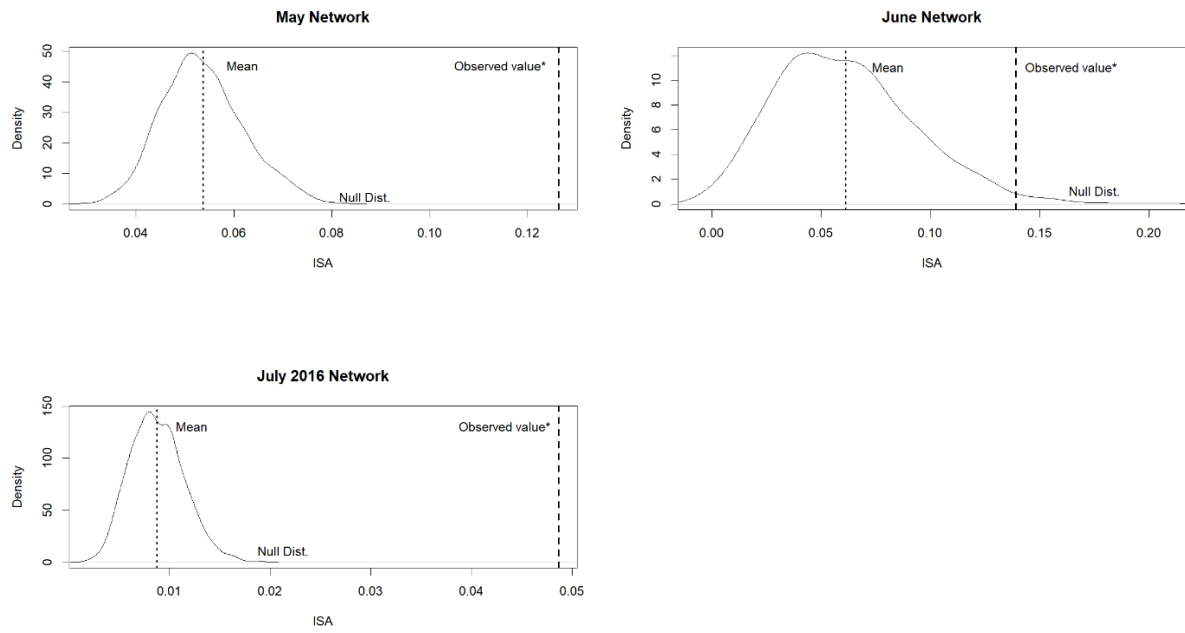 May Network
50
40
30
20
10
0
Density
Mean
Observed value*
Null Dist.
0.04 0.06 0.08 0.10 0.12
ISA
June Network
10
8
6
4
2
0
Density
Mean
Observed value*
Null Dist.
0.00 0.05 0.10 0.15 0.20
ISA
July 2016 Network
150
100
50
0
Density
Mean
Observed value*
Null Dist.
0.01 0.02 0.03 0.04 0.05
ISA